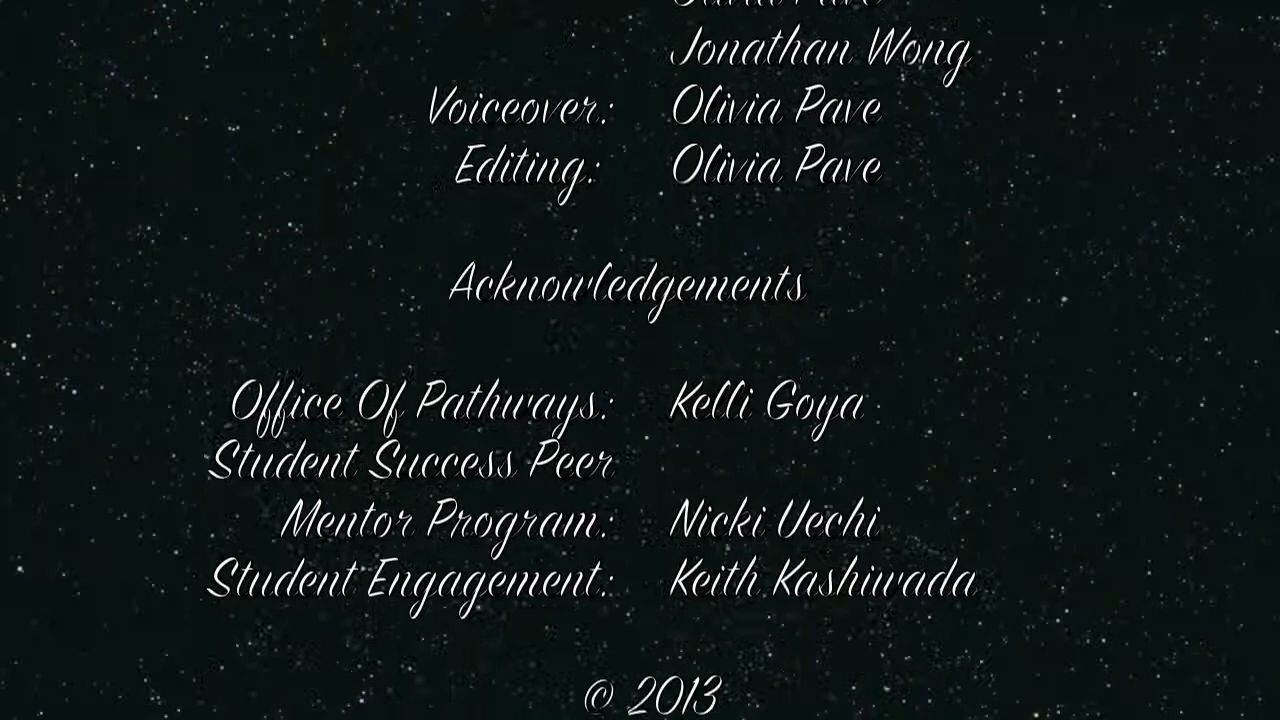 Jonathan Wong
Voiceover: Olivia Pave
Editing: Olivia Pave
Acknowledgements
Office Of Pathways: Kelli Goya
Student Success Peer
Mentor Program: Nicki Uechi
Student Engagement: Keith Kashiwada
© 2013